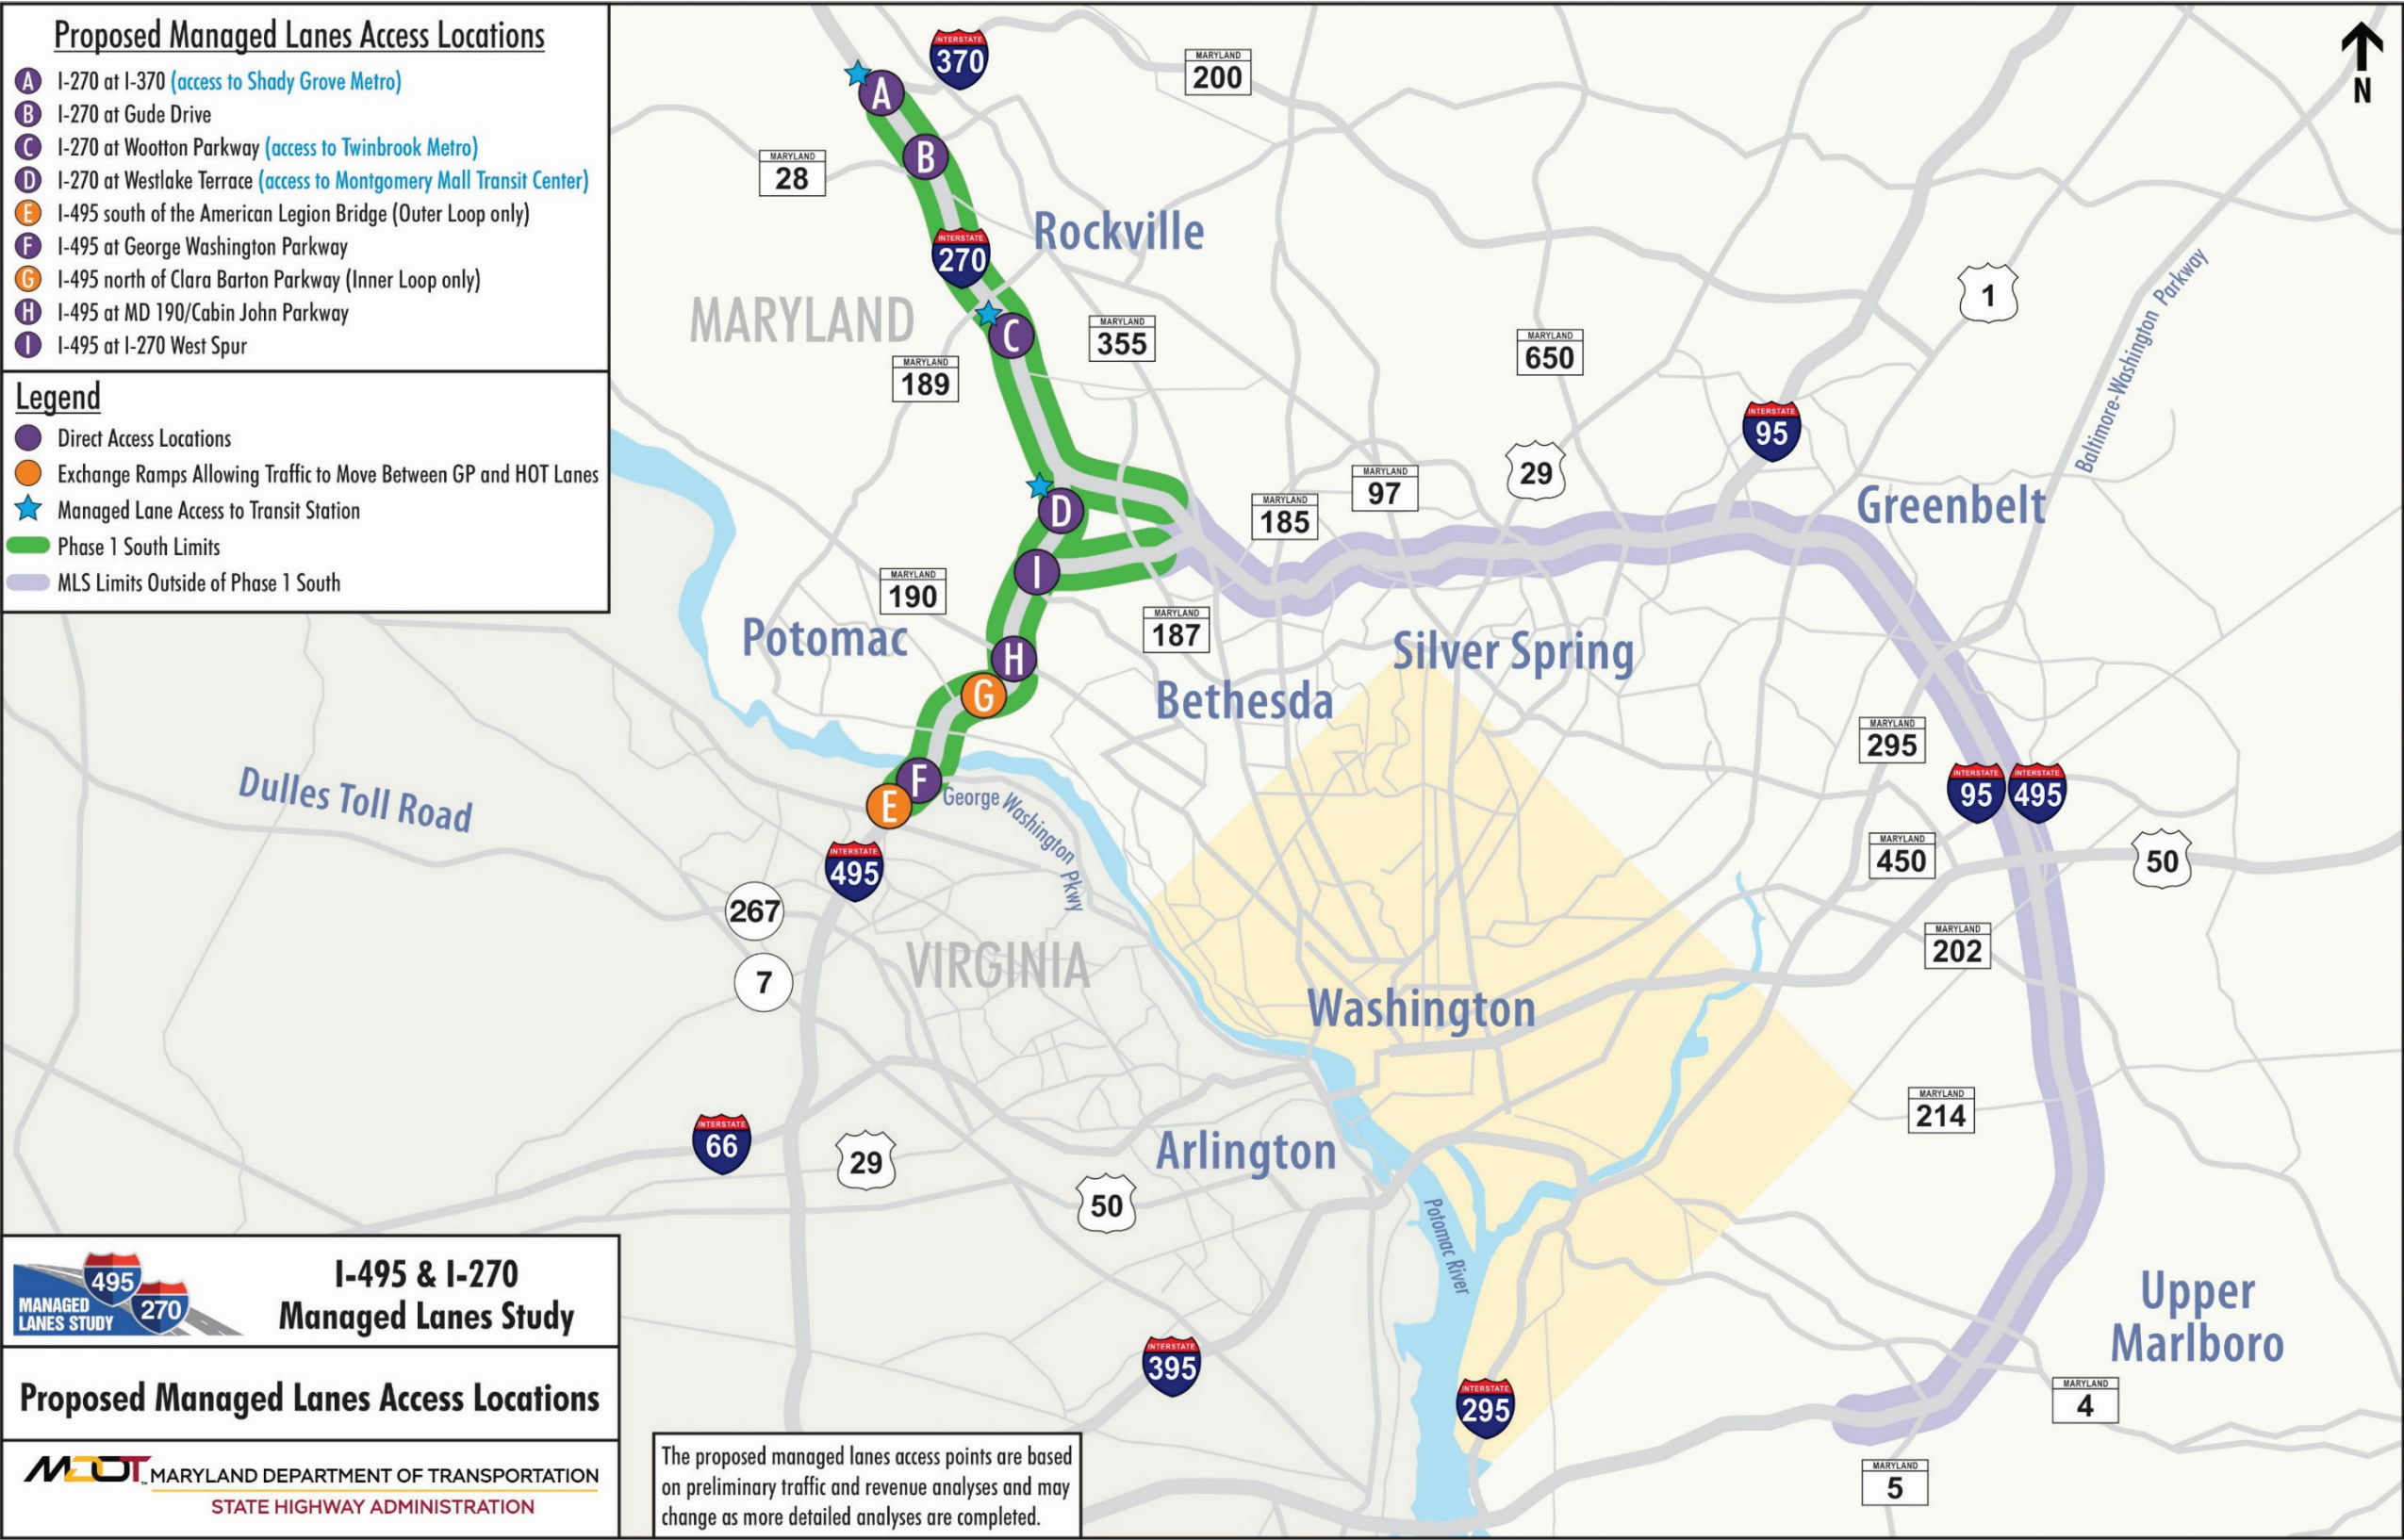 Proposed Managed Lanes Access Locations
A I-270 at I-370 (access to Shady Grove Metro)
B I-270 at Gude Drive
C I-270 at Wootton Parkway (access to Twinbrook Metro)
D I-270 at Westlake Terrace (access to Montgomery Mall Transit Center)
E I-495 south of the American Legion Bridge (Outer Loop only)
F I-495 at George Washington Parkway
G I-495 north of Clara Barton Parkway (Inner Loop only)
H I-495 at MD 190/Cabin John Parkway
I I-495 at I-270 West Spur
Legend
Direct Access Locations
Exchange Ramps Allowing Traffic to Move Between GP and HOT Lanes
Managed Lane Access to Transit Station
Phase 1 South Limits
MLS Limits Outside of Phase 1 South
INTERSTATE
370
MARYLAND
200
N
A
B
MARYLAND
28
Rockville
INTERSTATE
270
MARYLAND
C
MARYLAND
355
MARYLAND
189
MARYLAND
650
1
Baltimore-Washington Parkway
INTERSTATE
95
29
MARYLAND
97
MARYLAND
185
Greenbelt
D
I
MARYLAND
190
MARYLAND
187
Potomac
H
G
Silver Spring
Bethesda
MARYLAND
295
INTERSTATE
95
INTERSTATE
495
F
E
George Washington Pkwy
Dulles Toll Road
INTERSTATE
495
MARYLAND
450
50
267
7
VIRGINIA
MARYLAND
202
Washington
MARYLAND
214
INTERSTATE
66
29
Arlington
50
Potomac River
Upper
Marlboro
INTERSTATE
395
INTERSTATE
295
MARYLAND
4
MARYLAND
5
495
270
MANAGED
LANES STUDY
I-495 & I-270
Managed Lanes Study
Proposed Managed Lanes Access Locations
MDOT™ MARYLAND DEPARTMENT OF TRANSPORTATION
STATE HIGHWAY ADMINISTRATION
The proposed managed lanes access points are based
on preliminary traffic and revenue analyses and may
change as more detailed analyses are completed.